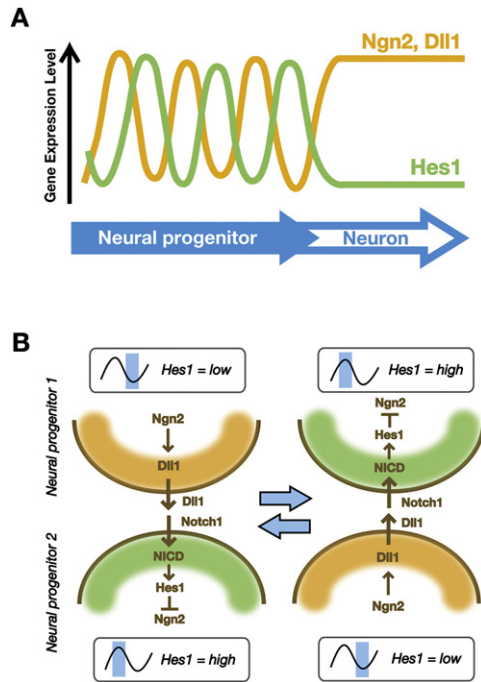 A
Ngn2, Dll1
Gene Expression Level
Hes1
Neural progenitor
Neuron
B
Hes1 = low
Hes1 = high
Neural progenitor 1
Ngn2
Dll1
Dll1
Notch1
Ngn2
Hes1
NICD
Notch1
Dll1
Neural progenitor 2
NICD
Hes1
Ngn2
Dll1
Ngn2
Hes1 = high
Hes1 = low